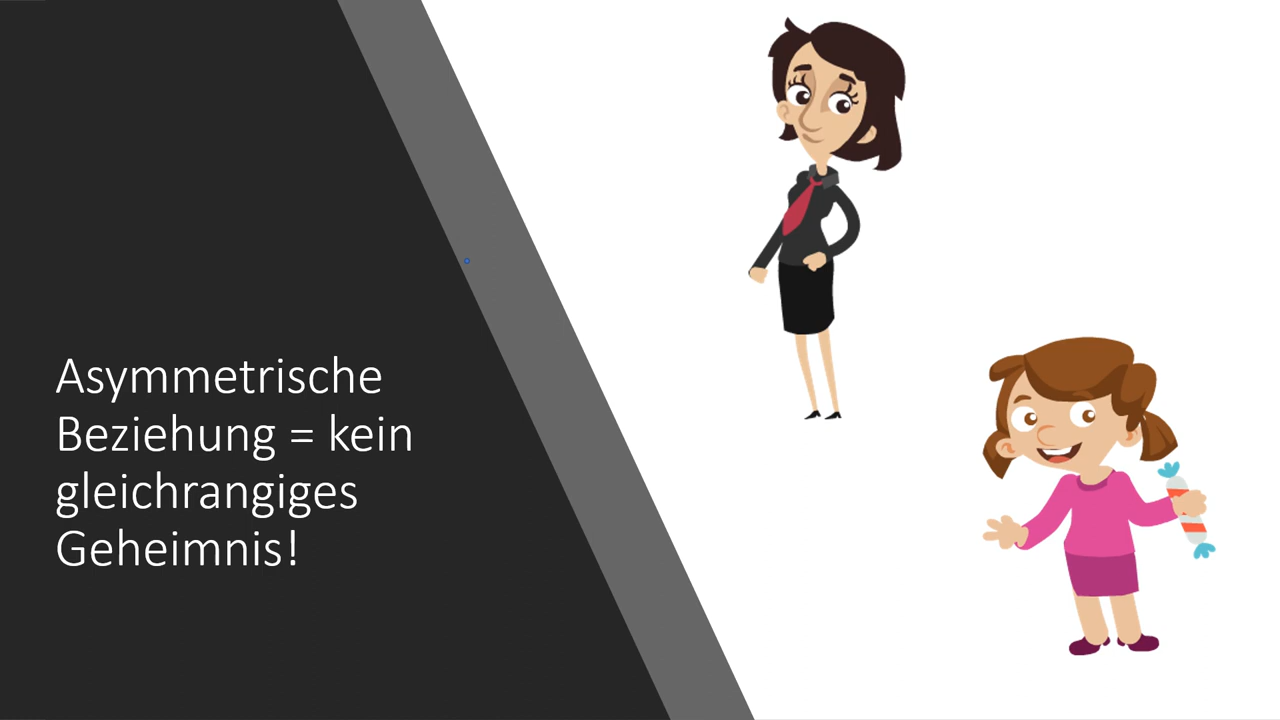 Asymmetrische
Beziehung = kein
gleichrangiges
Geheimnis!